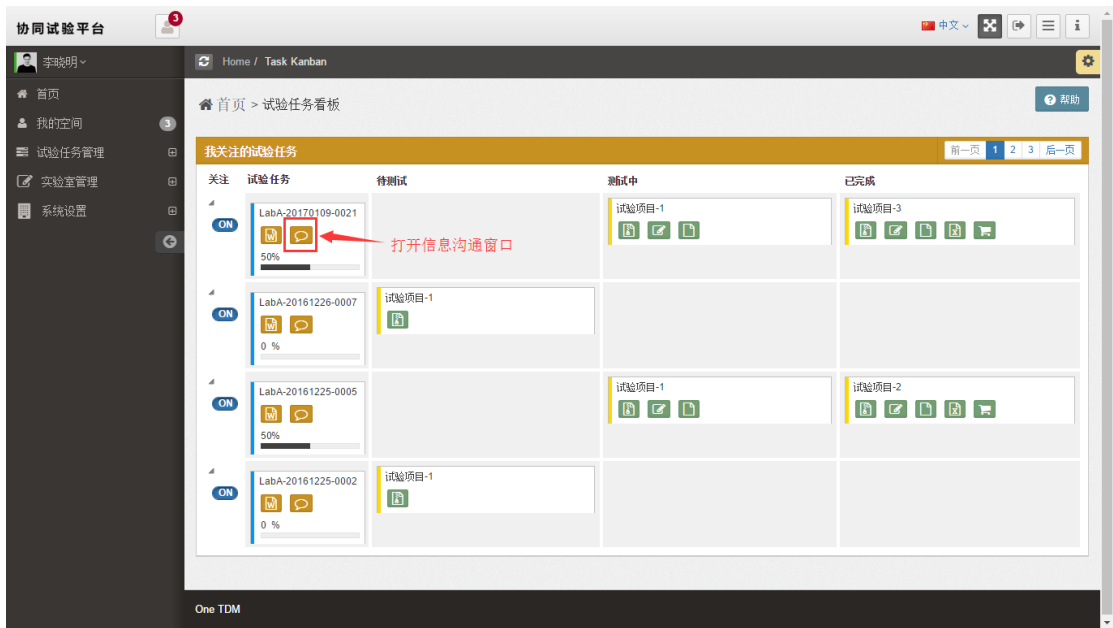 协同试验平台
3
中文
李晓明
Home / Task Kanban
首页
首页 > 试验任务看板
帮助
我的空间
3
试验任务管理
实验室管理
系统设置
我关注的试验任务
前一页 1 2 3 后一页
关注 试验任务 待测试 测试中 已完成
ON
LabA-20170109-0021
50%
打开信息沟通窗口
试验项目-1
试验项目-3
ON
LabA-20161226-0007
0 %
试验项目-1
ON
LabA-20161225-0005
50%
试验项目-1
试验项目-2
ON
LabA-20161225-0002
0 %
试验项目-1
One TDM